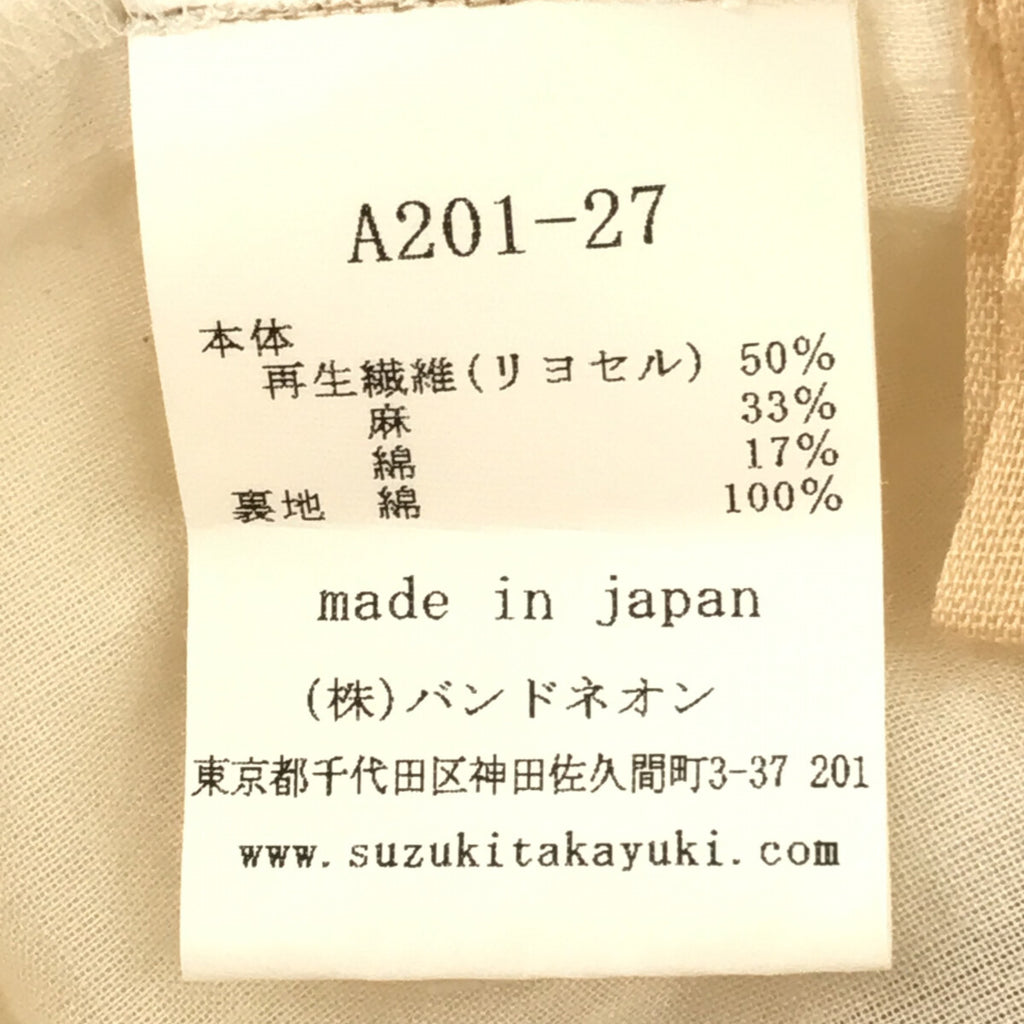 A201-27
本体
再生繊維(リヨセル) 50%
麻 33%
綿 17%
裏地 綿 100%
made in japan
(株)バンドネオン
東京都千代田区神田佐久間町3-37 201
www.suzukitakayuki.com